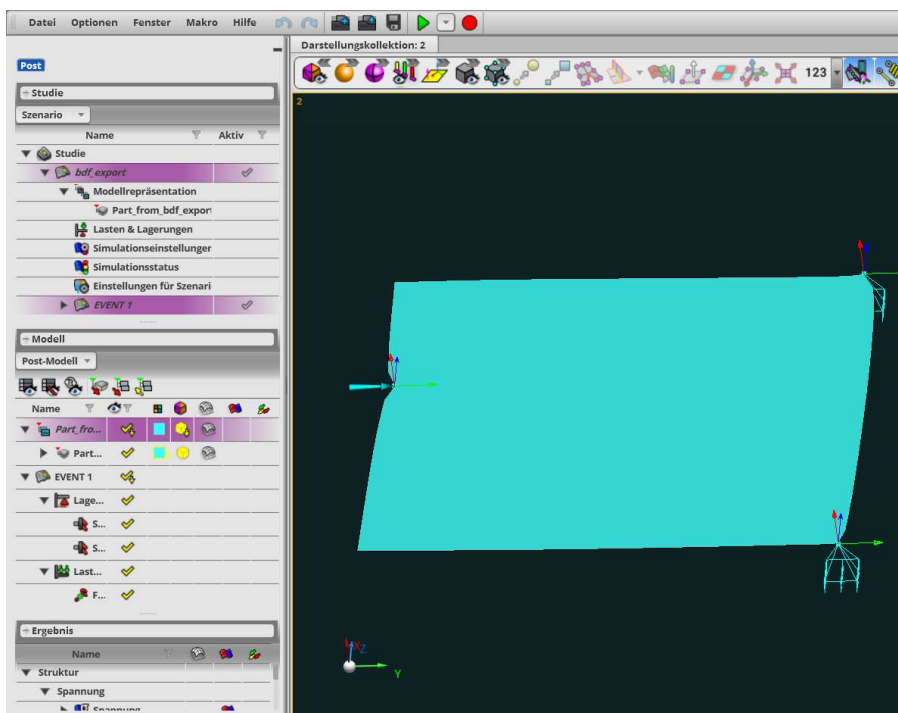 Datei Optionen Fenster Makro Hilfe
Darstellungskollektion: 2
Post
Studie
Szenario
123
Name Aktiv
2
Studie
bdf_export
Modellrepräsentation
Part_from_bdf_export
Lasten & Lagerungen
Simulationseinstellunger
Simulationsstatus
Einstellungen für Szenari
EVENT 1
Modell
Post-Modell
Name
Part_fro...
Part...
EVENT 1
Lage...
S...
S...
Last...
F...
Ergebnis
Name
X Z
Y
Struktur
Spannung
Spannung